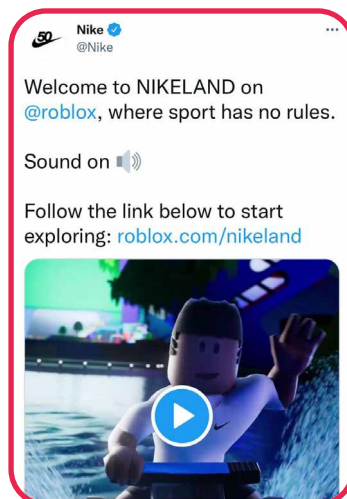 50
Nike
@Nike
Welcome to NIKELAND on
@roblox, where sport has no rules.
Sound on 🔊
Follow the link below to start
exploring: roblox.com/nikeland